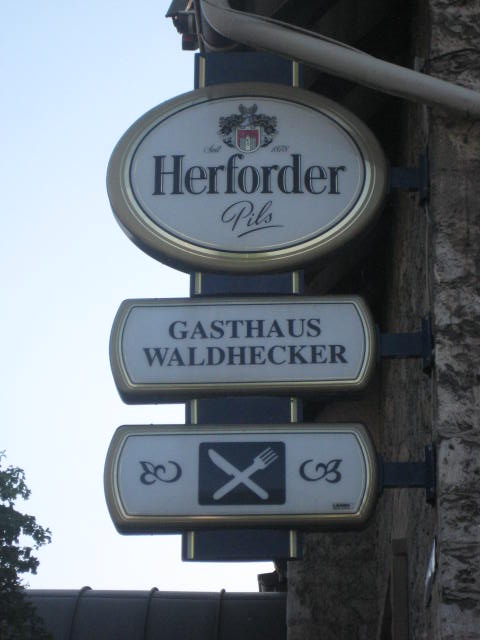 Seit 1878
Herforder
Pils
GASTHAUS
WALDHECKER